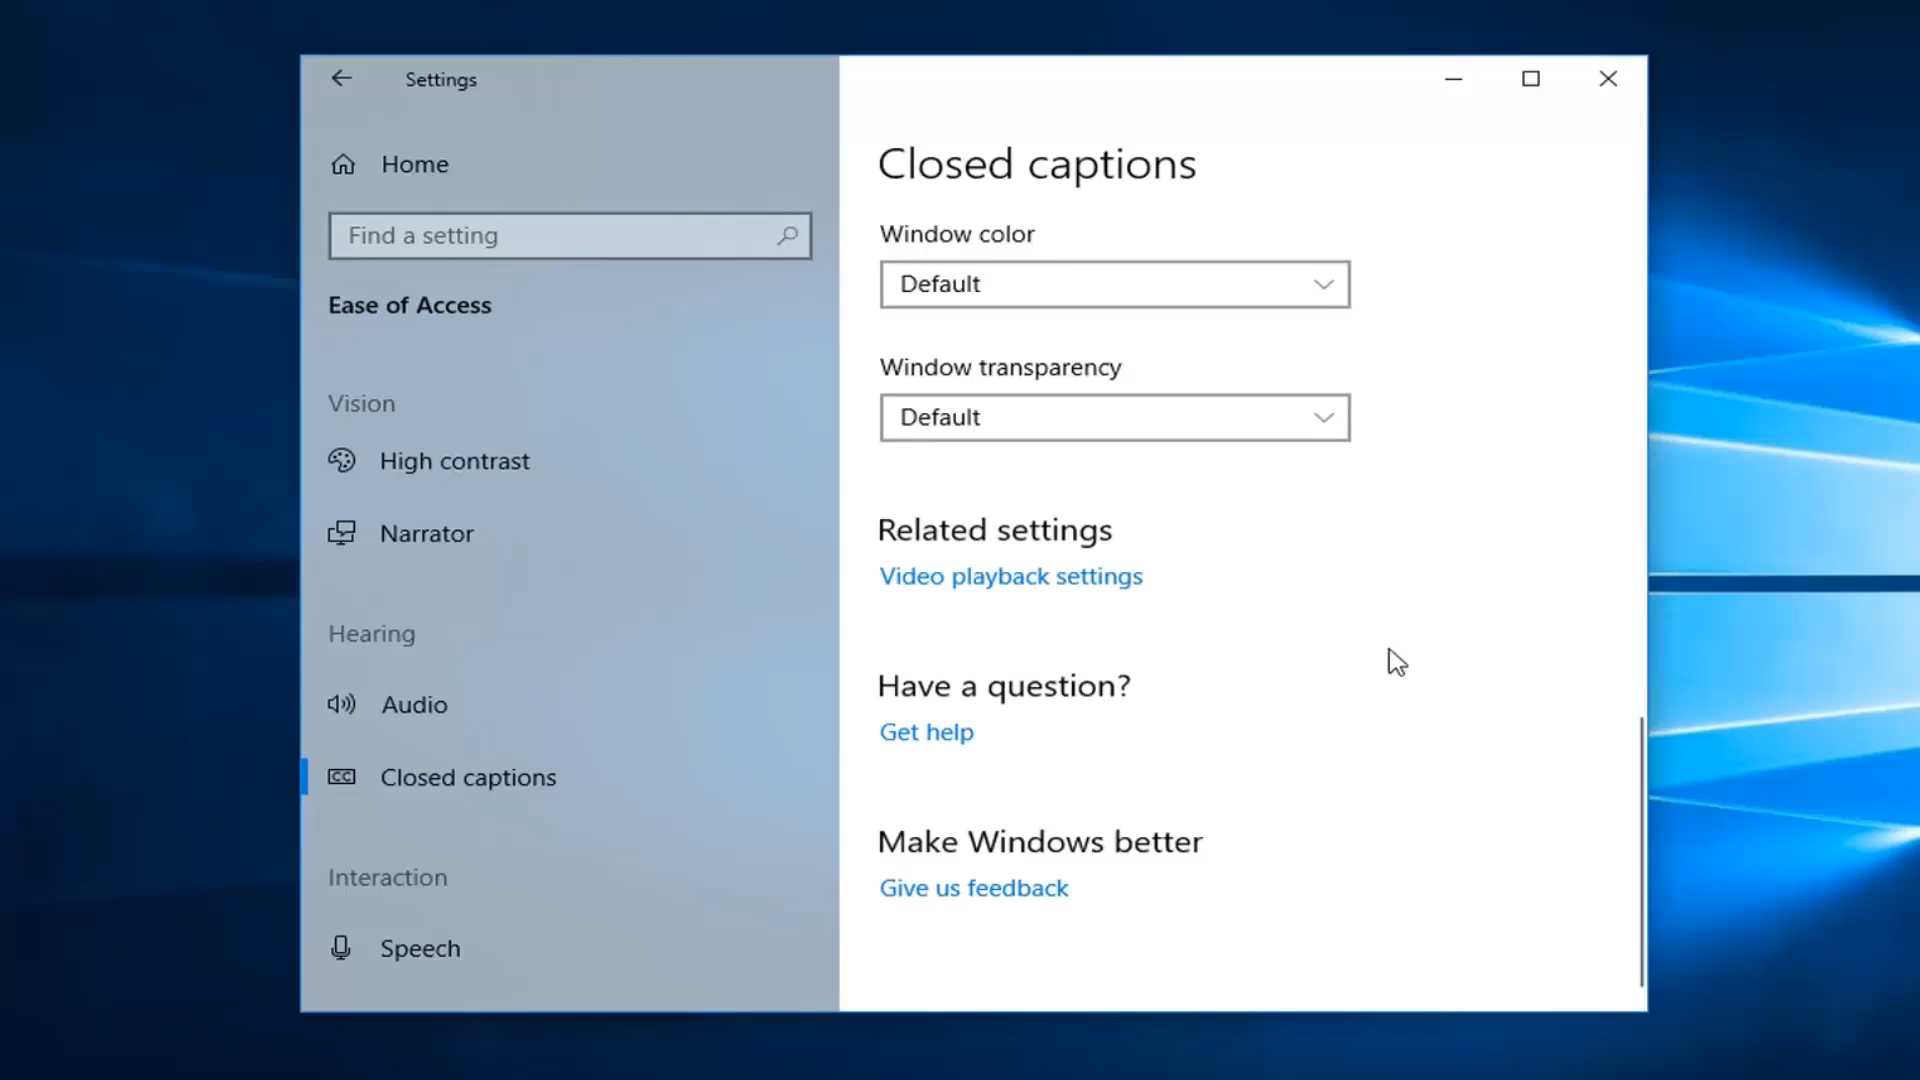 Settings
Home
Find a setting
Ease of Access
Vision
High contrast
Narrator
Hearing
Audio
CC Closed captions
Interaction
Speech
Closed captions
Window color
Default
Window transparency
Default
Related settings
Video playback settings
Have a question?
Get help
Make Windows better
Give us feedback